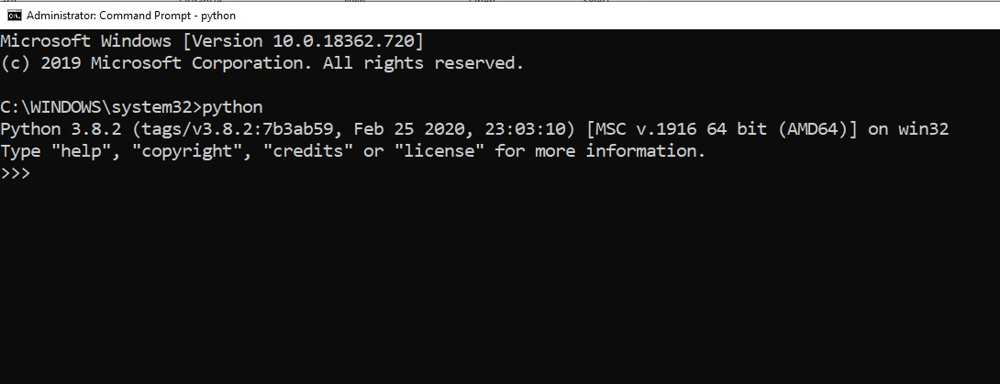 Administrator: Command Prompt - python
Microsoft Windows [Version 10.0.18362.720]
(c) 2019 Microsoft Corporation. All rights reserved.
C:\WINDOWS\system32>python
Python 3.8.2 (tags/v3.8.2:7b3ab59, Feb 25 2020, 23:03:10) [MSC v.1916 64 bit (AMD64)] on win32
Type "help", "copyright", "credits" or "license" for more information.
>>>